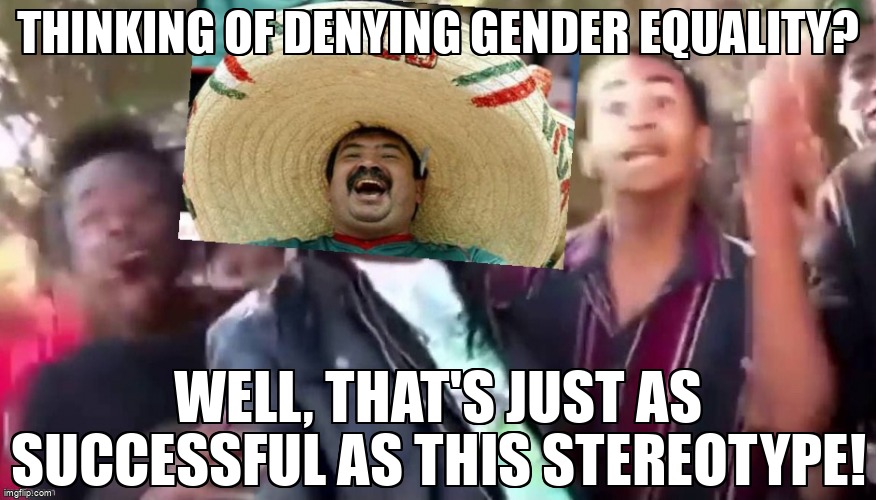 THINKING OF DENYING GENDER EQUALITY?
WELL, THAT'S JUST AS
SUCCESSFUL AS THIS STEREOTYPE!
imgflip.com